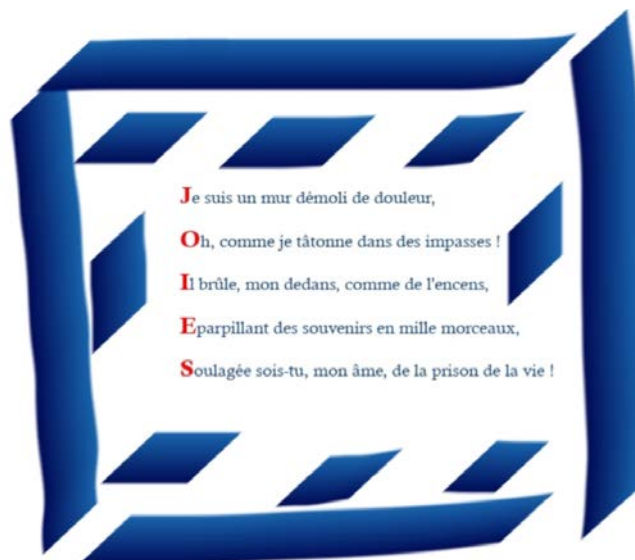 Je suis un mur démoli de douleur,
Oh, comme je tâtonne dans des impasses !
Il brûle, mon dedans, comme de l'encens,
Eparpillant des souvenirs en mille morceaux,
Soulagée sois-tu, mon âme, de la prison de la vie !